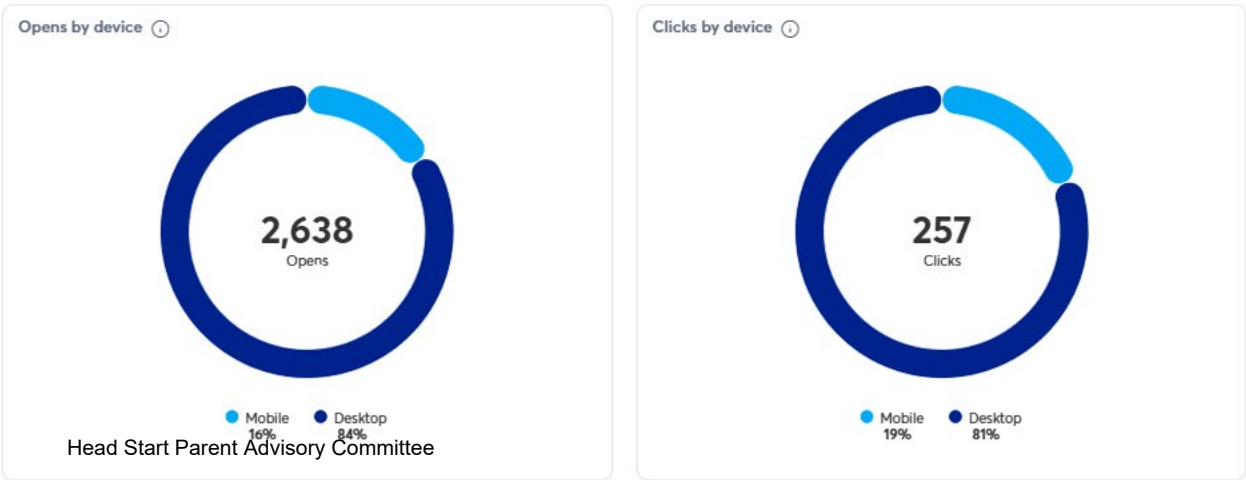 Opens by device
2,638
Opens
Mobile Desktop
16% 84%
Head Start Parent Advisory Committee
Clicks by device
257
Clicks
Mobile Desktop
19% 81%